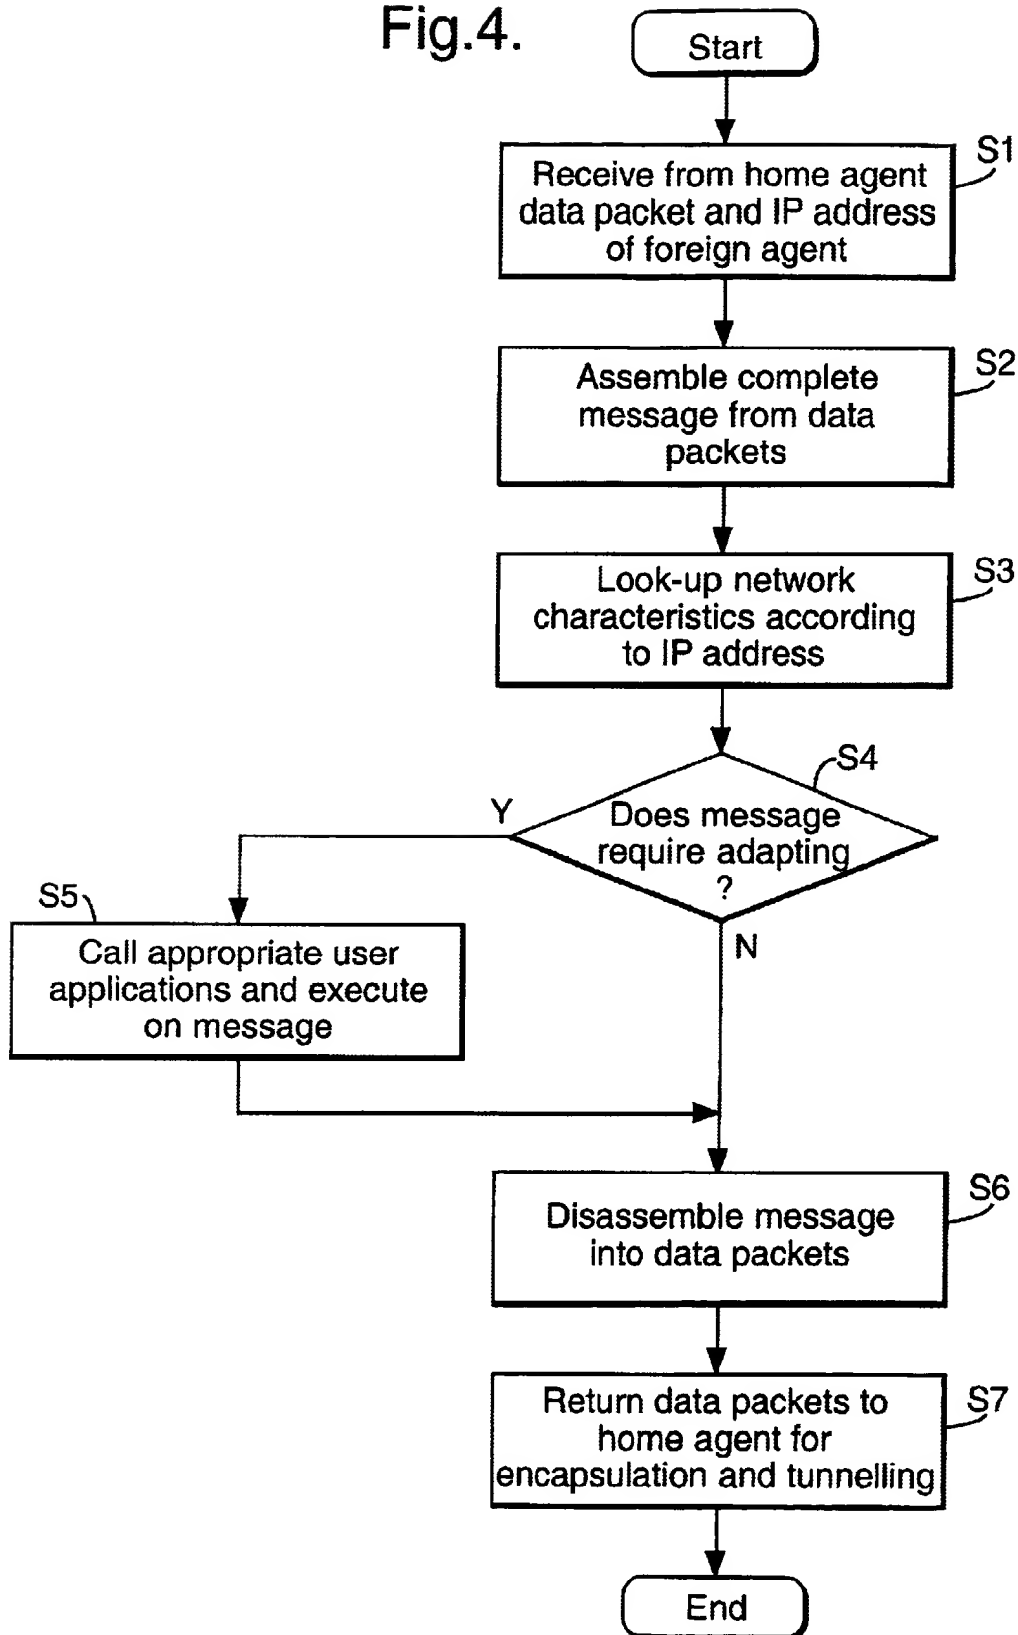 Fig.4.
Start
S1
Receive from home agent
data packet and IP address
of foreign agent
S2
Assemble complete
message from data
packets
S3
Look-up network
characteristics according
to IP address
S4
Does message
require adapting
?
Y
N
S5
Call appropriate user
applications and execute
on message
S6
Disassemble message
into data packets
S7
Return data packets to
home agent for
encapsulation and tunnelling
End